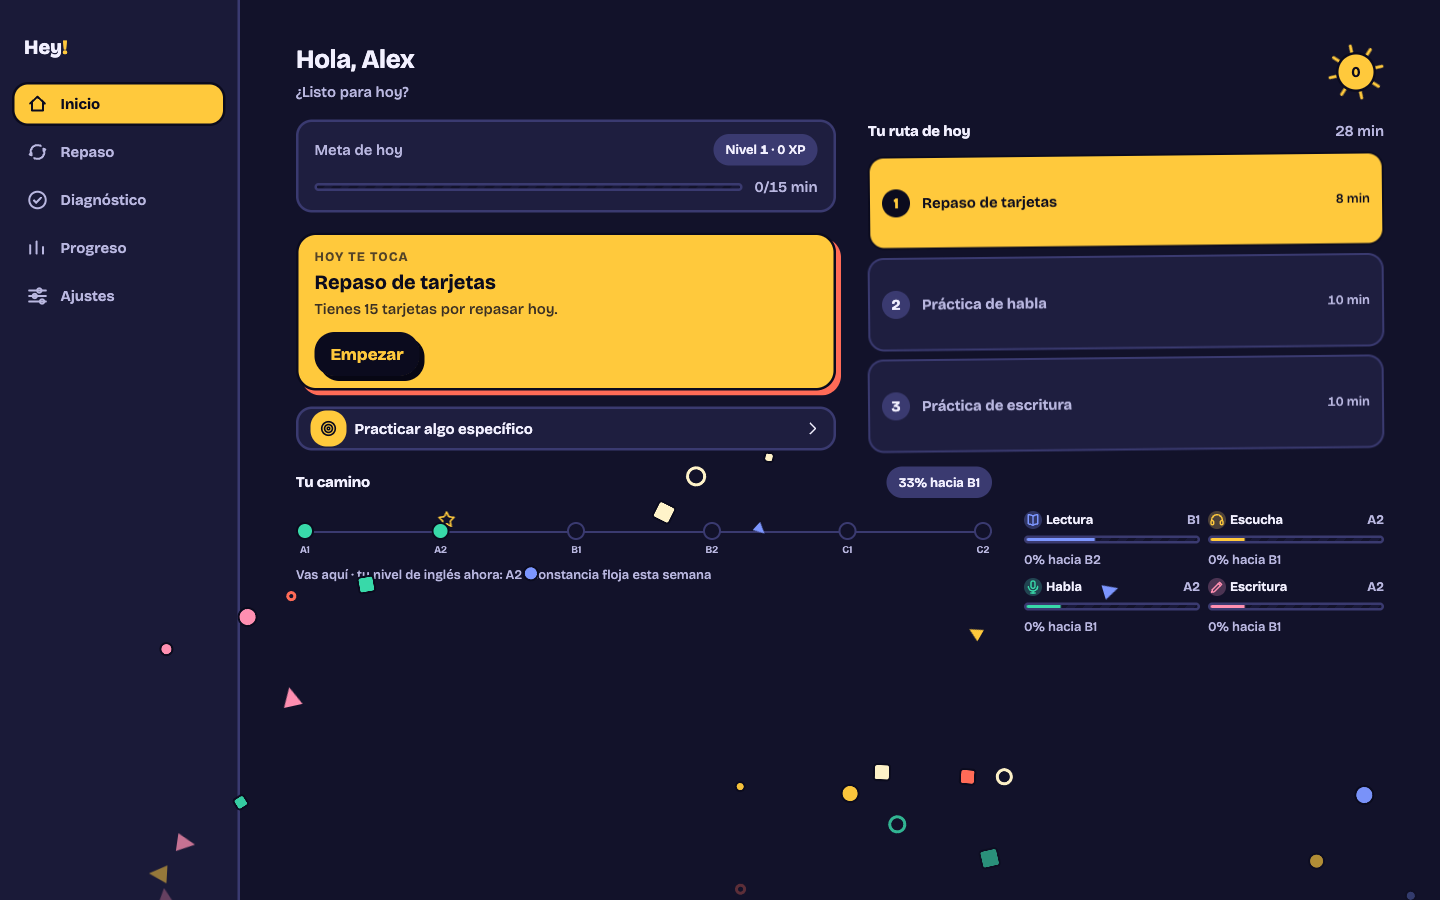 Hey!
Inicio
Repaso
Diagnóstico
Progreso
Ajustes
Hola, Alex
¿Listo para hoy?
0
Meta de hoy
Nivel 1 · 0 XP
0/15 min
HOY TE TOCA
Repaso de tarjetas
Tienes 15 tarjetas por repasar hoy.
Empezar
Practicar algo específico
Tu ruta de hoy
28 min
1
Repaso de tarjetas
8 min
2
Práctica de habla
10 min
3
Práctica de escritura
10 min
Tu camino
33% hacia B1
A1
A2
B1
B2
C1
C2
Vas aquí · tu nivel de inglés ahora: A2
onstancia floja esta semana
Lectura
B1
0% hacia B2
Escucha
A2
0% hacia B1
Habla
A2
0% hacia B1
Escritura
A2
0% hacia B1